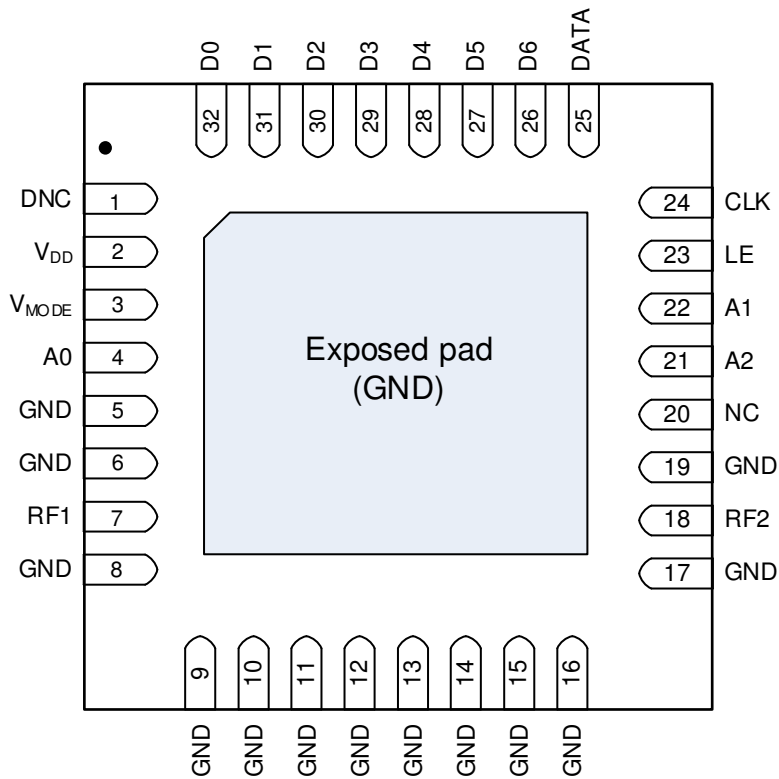 D0 D1 D2 D3 D4 D5 D6 DATA
32 31 30 29 28 27 26 25
DNC 1
VDD 2
VMODE 3
A0 4
GND 5
GND 6
RF1 7
GND 8
Exposed pad
(GND)
24 CLK
23 LE
22 A1
21 A2
20 NC
19 GND
18 RF2
17 GND
9 10 11 12 13 14 15 16
GND GND GND GND GND GND GND GND